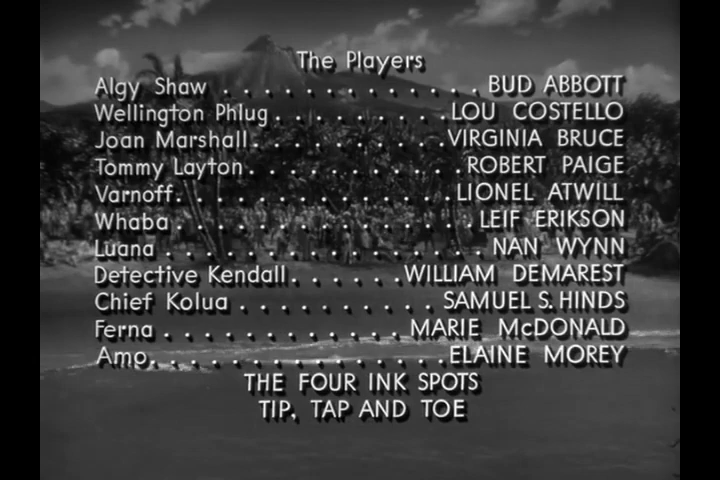 The Players
Algy Shaw . . . . . . . . . . . . . BUD ABBOTT
Wellington Phlug . . . . . . . . . LOU COSTELLO
Joan Marshall . . . . . . . . . . VIRGINIA BRUCE
Tommy Layton . . . . . . . . . . . ROBERT PAIGE
Varnoff . . . . . . . . . . . . . . LIONEL ATWILL
Whaba . . . . . . . . . . . . . . . LEIF ERIKSON
Luana . . . . . . . . . . . . . . . NAN WYNN
Detective Kendall . . . . . . WILLIAM DEMAREST
Chief Kolua . . . . . . . . . . SAMUEL S. HINDS
Ferna . . . . . . . . . . . . MARIE McDONALD
Amo . . . . . . . . . . . . . . . ELAINE MOREY
THE FOUR INK SPOTS
TIP, TAP AND TOE